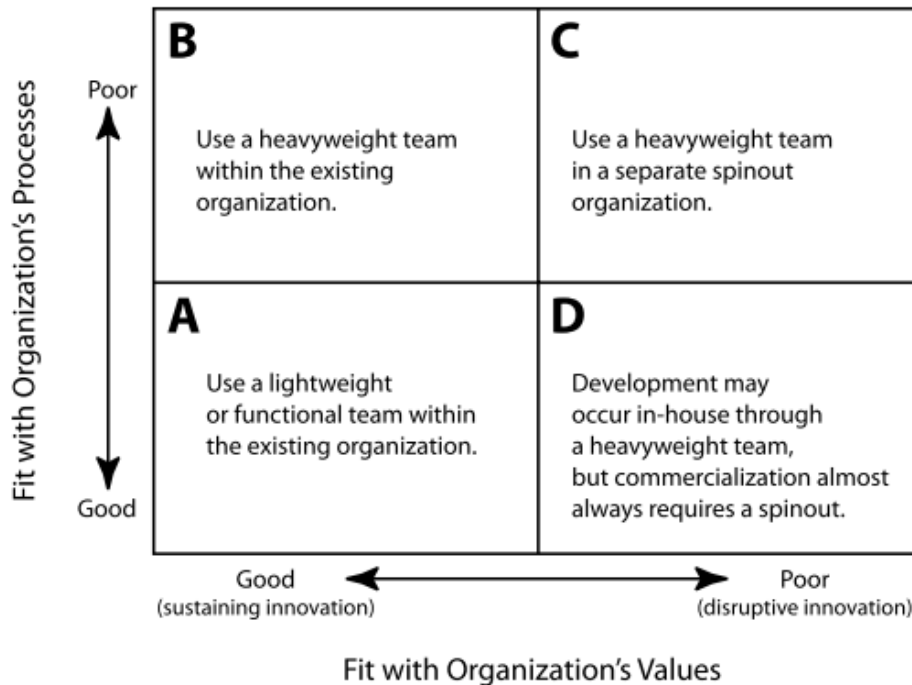 Fit with Organization's Processes
Poor
Good
B
Use a heavyweight team
within the existing
organization.
C
Use a heavyweight team
in a separate spinout
organization.
A
Use a lightweight
or functional team within
the existing organization.
D
Development may
occur in-house through
a heavyweight team,
but commercialization almost
always requires a spinout.
Good
(sustaining innovation)
Poor
(disruptive innovation)
Fit with Organization's Values